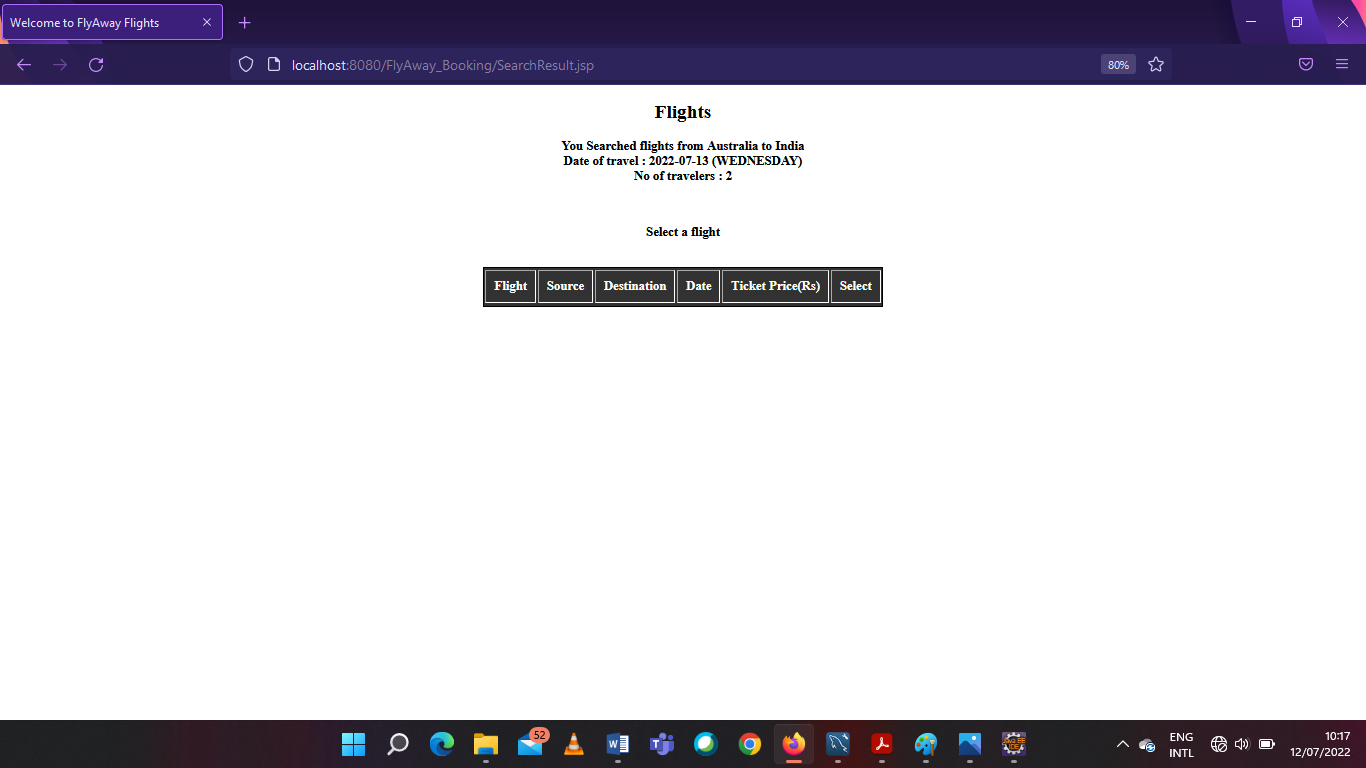 Welcome to FlyAway Flights
localhost:8080/FlyAway_Booking/SearchResult.jsp
80%
Flights
You Searched flights from Australia to India
Date of travel : 2022-07-13 (WEDNESDAY)
No of travelers : 2
Select a flight
Flight Source Destination Date Ticket Price(Rs) Select
52
ENG
INTL
10:17
12/07/2022